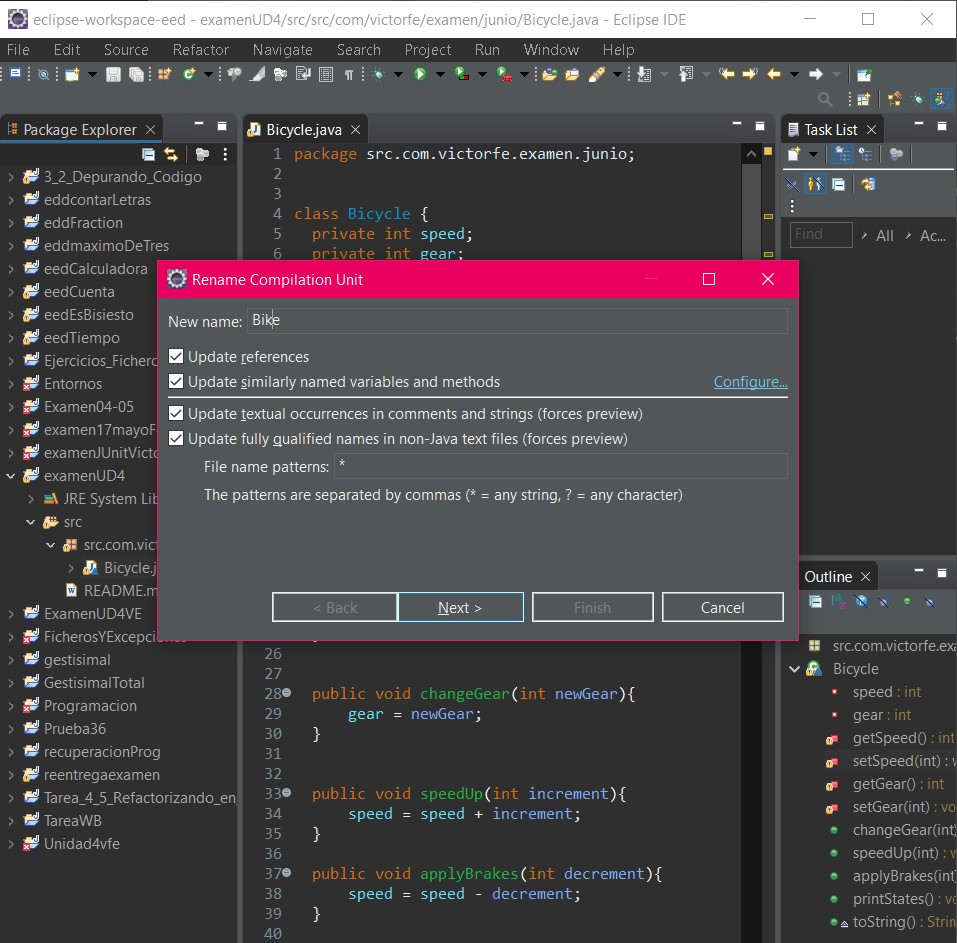 eclipse-workspace-eed - examenUD4/src/src/com/victorfe/examen/junio/Bicycle.java - Eclipse IDE
File Edit Source Refactor Navigate Search Project Run Window Help
Package Explorer
3_2_Depurando_Codigo
eddcontarLetras
eddFraction
eddmaximoDeTres
eedCalculadora
eedCuenta
eedEsBisiesto
eedTiempo
Ejercicios_Fichero
Entornos
Examen04-05
examen17mayoF
examenJUnitVicto
examenUD4
JRE System Lib
src
src.com.vict
Bicycle.j
README.m
ExamenUD4VE
FicherosYExcepciones
gestisimal
GestisimalTotal
Programacion
Prueba36
recuperacionProg
reentregaexamen
Tarea_4_5_Refactorizando_en_
TareaWB
Unidad4vfe
Bicycle.java
1 package src.com.victorfe.examen.junio;
2
3
4 class Bicycle {
5 private int speed;
6 private int gear;
Rename Compilation Unit
New name: Bike
Update references
Update similarly named variables and methods Configure...
Update textual occurrences in comments and strings (forces preview)
Update fully qualified names in non-Java text files (forces preview)
File name patterns: *
The patterns are separated by commas (* = any string, ? = any character)
< Back Next > Finish Cancel
26
27
28 public void changeGear(int newGear){
29 gear = newGear;
30 }
31
32
33 public void speedUp(int increment){
34 speed = speed + increment;
35 }
36
37 public void applyBrakes(int decrement){
38 speed = speed - decrement;
39 }
40
Task List
Find All Ac...
Outline
src.com.victorfe.exa
Bicycle
speed : int
gear : int
getSpeed() : int
setSpeed(int) : v
getGear() : int
setGear(int) : vo
changeGear(int)
speedUp(int) : v
applyBrakes(int)
printStates() : vo
toString() : Strin